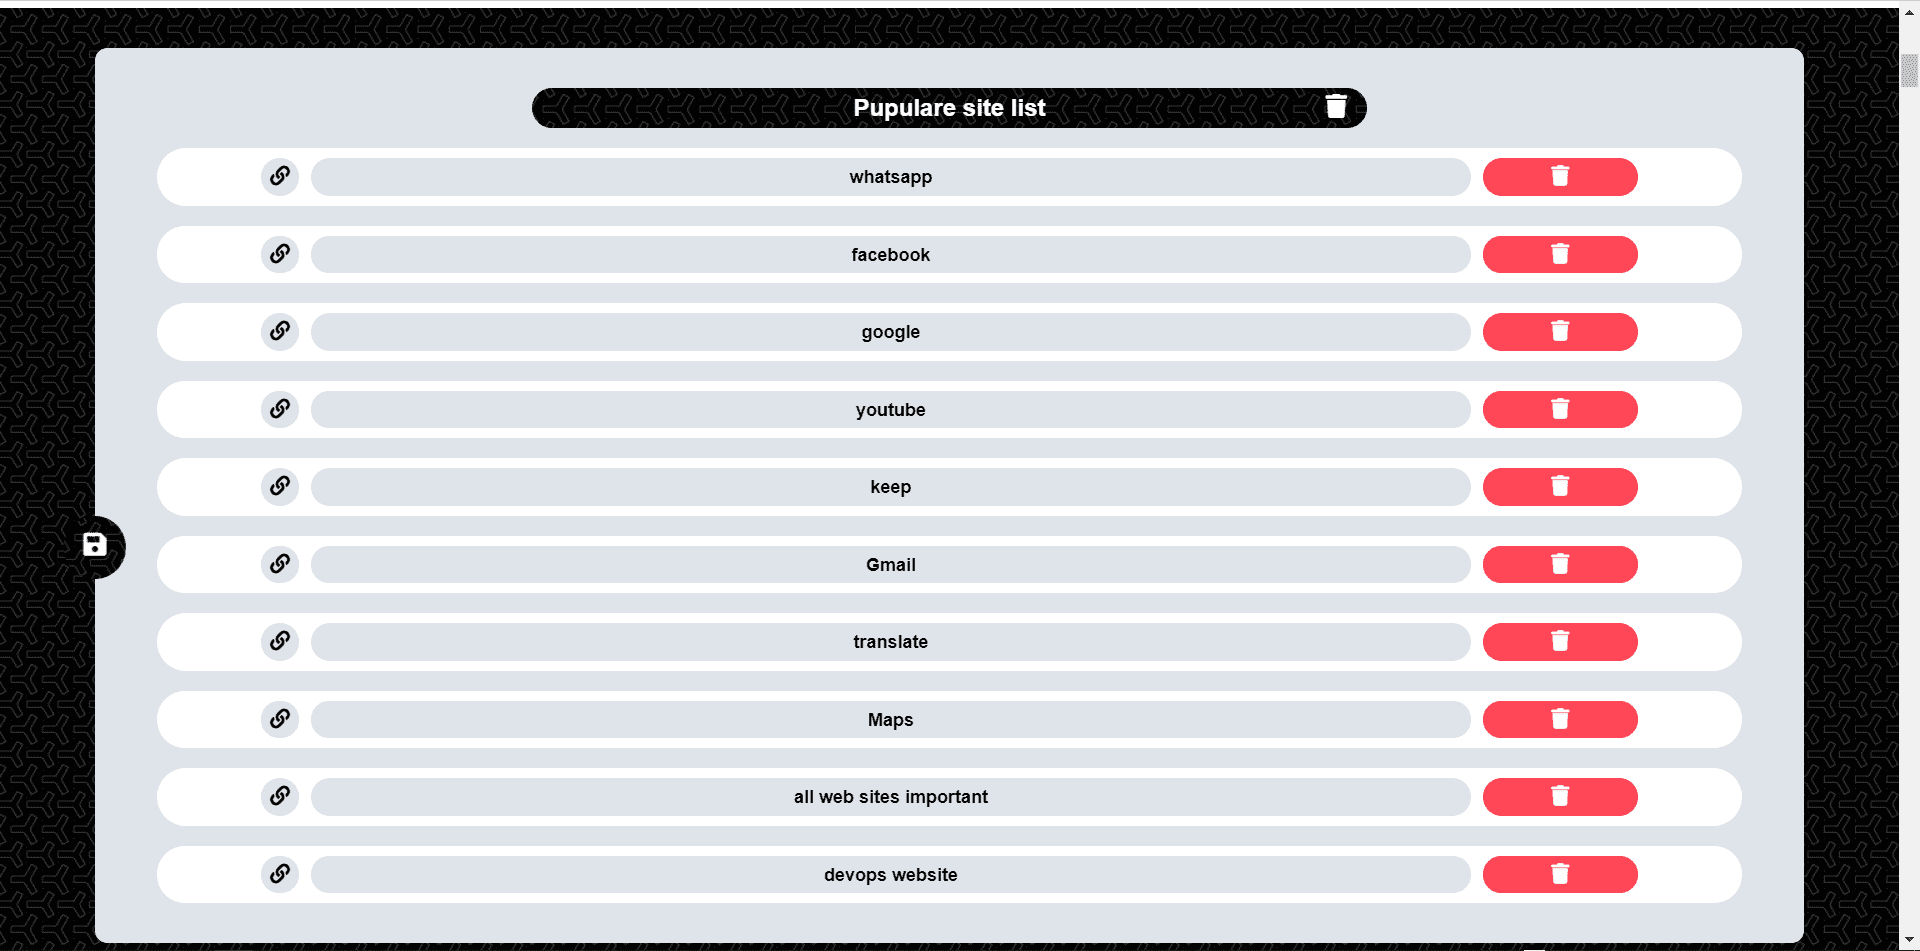 Pupulare site list
whatsapp
facebook
google
youtube
keep
Gmail
translate
Maps
all web sites important
devops website